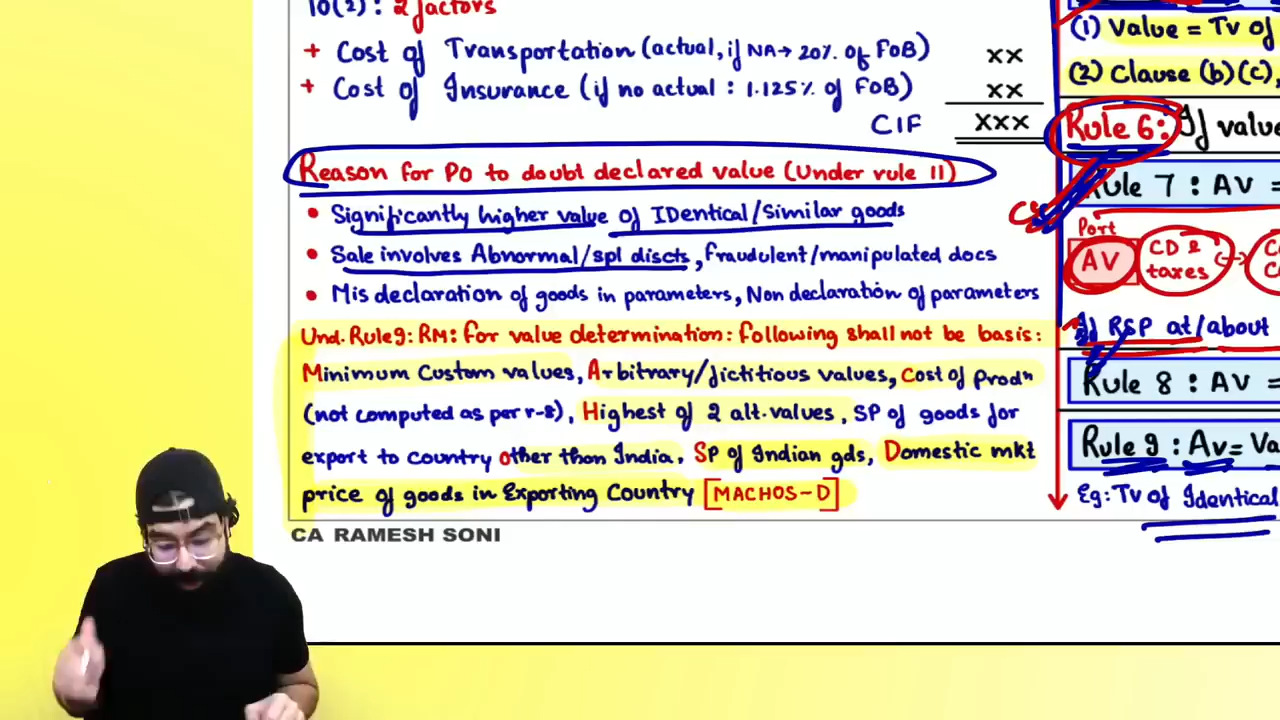 10(2): 2 factors
+ Cost of Transportation (actual, if NA→ 20% of FOB) xx
+ Cost of Insurance (if no actual : 1.125% of FOB) xx
CIF xxx
Reason for PO to doubt declared value (Under rule 11)
• Significantly higher value of IDentical/Similar goods
• Sale involves Abnormal/spl discts, fraudulent/manipulated docs
• Mis declaration of goods in parameters, Non declaration of parameters
Und. Rule9: RM: For value determination: Following shall not be basis:
Minimum Custom values, Arbitrary/fictitious values, Cost of prodn
(not computed as per r-8), Highest of 2 alt. values, SP of goods for
export to country other than India, SP of Indian gds, Domestic mkt
price of goods in Exporting Country [MACHOS-D]
CA RAMESH SONI
(1) Value = TV of
(2) Clause (b)(c),
Rule 6: If value
Rule 7 : AV =
Port
AV
CD &
taxes
If RSP at/about
Rule 8 : AV =
Rule 9 : AV= Va
Eg: TV of Identical